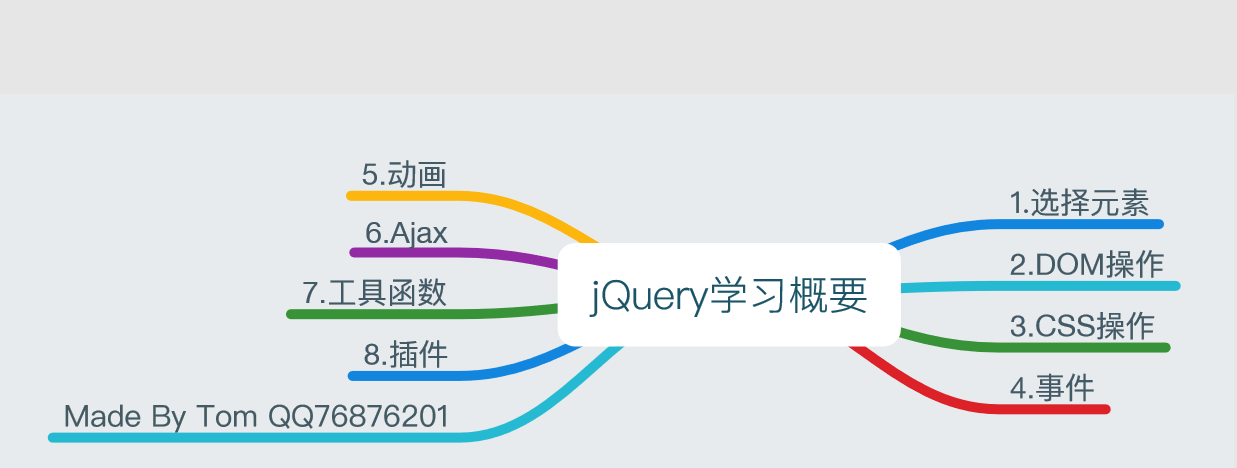 jQuery学习概要
1.选择元素
2.DOM操作
3.CSS操作
4.事件
5.动画
6.Ajax
7.工具函数
8.插件
Made By Tom QQ76876201